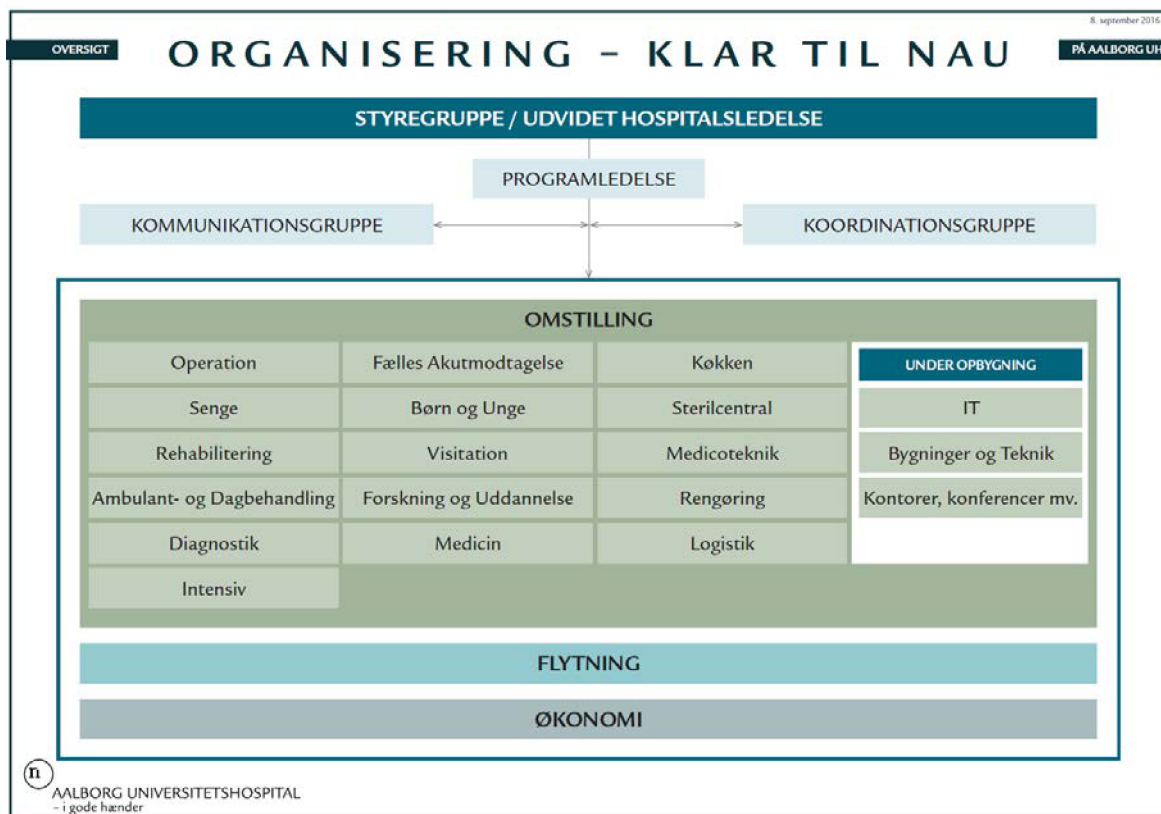 8. september 2016
OVERSIGT
ORGANISERING – KLAR TIL NAU
PÅ AALBORG UH
STYREGRUPPE / UDVIDET HOSPITALSLEDELSE
PROGRAMLEDELSE
KOMMUNIKATIONSGRUPPE
KOORDINATIONSGRUPPE
OMSTILLING
Operation
Fælles Akutmodtagelse
Køkken
UNDER OPBYGNING
Senge
Børn og Unge
Sterilcentral
IT
Rehabilitering
Visitation
Medicoteknik
Bygninger og Teknik
Ambulant- og Dagbehandling
Forskning og Uddannelse
Rengøring
Kontorer, konferencer mv.
Diagnostik
Medicin
Logistik
Intensiv
FLYTNING
ØKONOMI
n
AALBORG UNIVERSITETSHOSPITAL
– i gode hænder